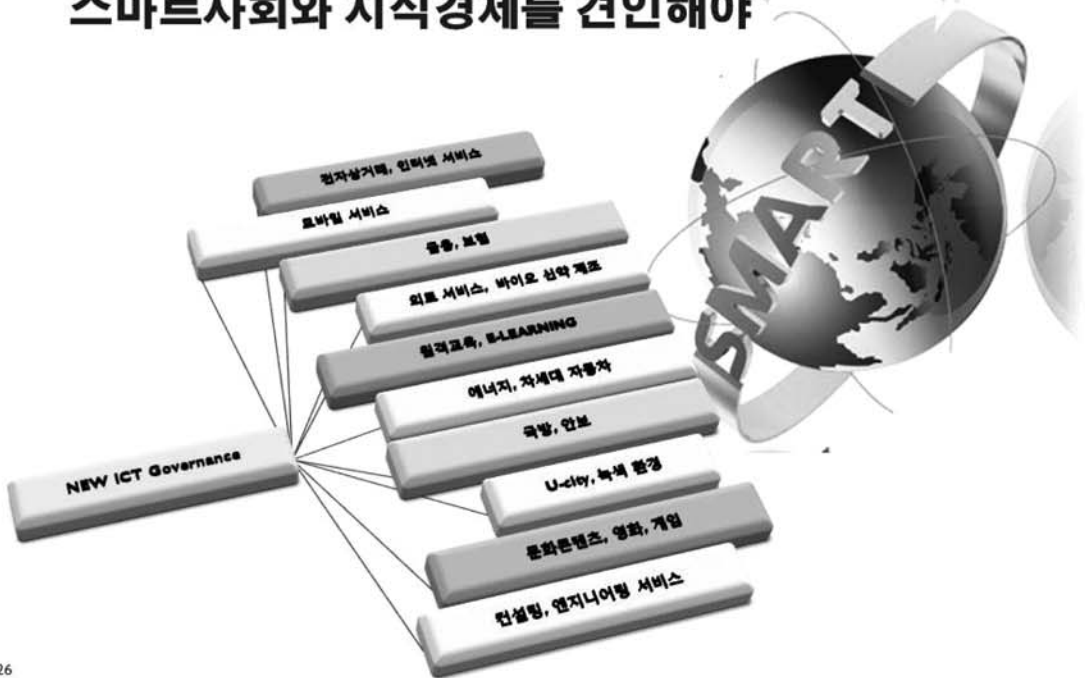 스마트사회와 지식경제를 견인해야
SMART
전자상거래, 인터넷 서비스
모바일 서비스
금융, 보험
의료 서비스, 바이오 신약 제조
원격교육, E-LEARNING
에너지, 차세대 자동차
국방, 안보
U-city, 녹색 환경
NEW ICT Governance
문화콘텐츠, 영화, 게임
컨설팅, 엔지니어링 서비스
26